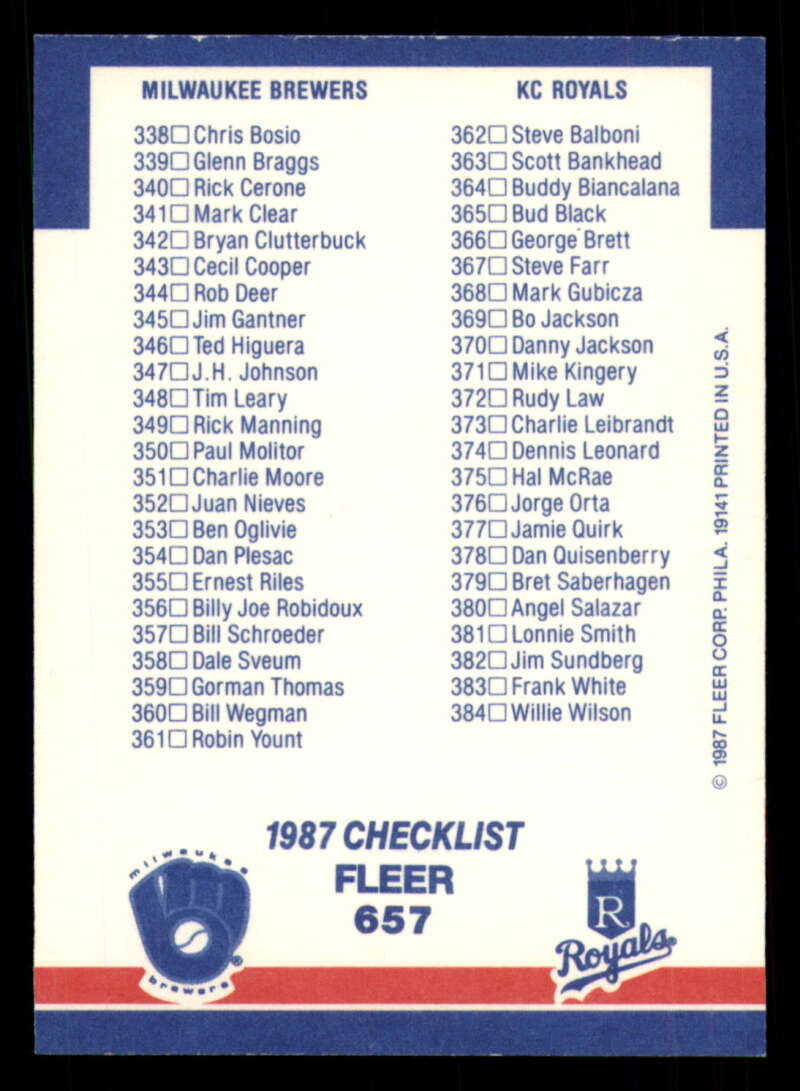 MILWAUKEE BREWERS
338 Chris Bosio
339 Glenn Braggs
340 Rick Cerone
341 Mark Clear
342 Bryan Clutterbuck
343 Cecil Cooper
344 Rob Deer
345 Jim Gantner
346 Ted Higuera
347 J.H. Johnson
348 Tim Leary
349 Rick Manning
350 Paul Molitor
351 Charlie Moore
352 Juan Nieves
353 Ben Oglivie
354 Dan Plesac
355 Ernest Riles
356 Billy Joe Robidoux
357 Bill Schroeder
358 Dale Sveum
359 Gorman Thomas
360 Bill Wegman
361 Robin Yount
KC ROYALS
362 Steve Balboni
363 Scott Bankhead
364 Buddy Biancalana
365 Bud Black
366 George Brett
367 Steve Farr
368 Mark Gubicza
369 Bo Jackson
370 Danny Jackson
371 Mike Kingery
372 Rudy Law
373 Charlie Leibrandt
374 Dennis Leonard
375 Hal McRae
376 Jorge Orta
377 Jamie Quirk
378 Dan Quisenberry
379 Bret Saberhagen
380 Angel Salazar
381 Lonnie Smith
382 Jim Sundberg
383 Frank White
384 Willie Wilson
© 1987 FLEER CORP. PHILA. 19141 PRINTED IN U.S.A.
1987 CHECKLIST
FLEER
657
milwaukee
brewers ®
R
Royals